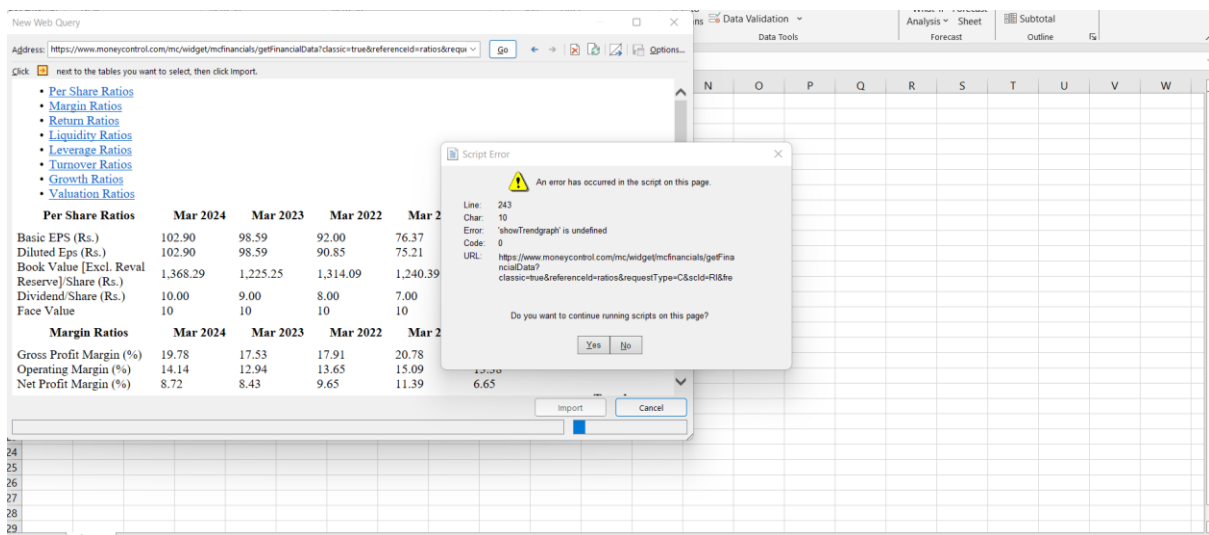 New Web Query
Address: https://www.moneycontrol.com/mc/widget/mcfinancials/getFinancialData?classic=true&referenceId=ratios&reque Go Options...
Click next to the tables you want to select, then click Import.
• Per Share Ratios
• Margin Ratios
• Return Ratios
• Liquidity Ratios
• Leverage Ratios
• Turnover Ratios
• Growth Ratios
• Valuation Ratios
Per Share Ratios Mar 2024 Mar 2023 Mar 2022 Mar 2
Basic EPS (Rs.) 102.90 98.59 92.00 76.37
Diluted Eps (Rs.) 102.90 98.59 90.85 75.21
Book Value [Excl. Reval
Reserve]/Share (Rs.) 1,368.29 1,225.25 1,314.09 1,240.39
Dividend/Share (Rs.) 10.00 9.00 8.00 7.00
Face Value 10 10 10 10
Margin Ratios Mar 2024 Mar 2023 Mar 2022 Mar 2
Gross Profit Margin (%) 19.78 17.53 17.91 20.78
Operating Margin (%) 14.14 12.94 13.65 15.09
Net Profit Margin (%) 8.72 8.43 9.65 11.39 6.65
Import Cancel
Script Error
An error has occurred in the script on this page.
Line: 243
Char: 10
Error: 'showTrendgraph' is undefined
Code: 0
URL: https://www.moneycontrol.com/mc/widget/mcfinancials/getFina
ncialData?
classic=true&referenceId=ratios&requestType=C&scId=RI&fre
Do you want to continue running scripts on this page?
Yes No
ns Data Validation
Data Tools
Analysis Sheet
Forecast
Subtotal
Outline
N O P Q R S T U V W
24
25
26
27
28
29